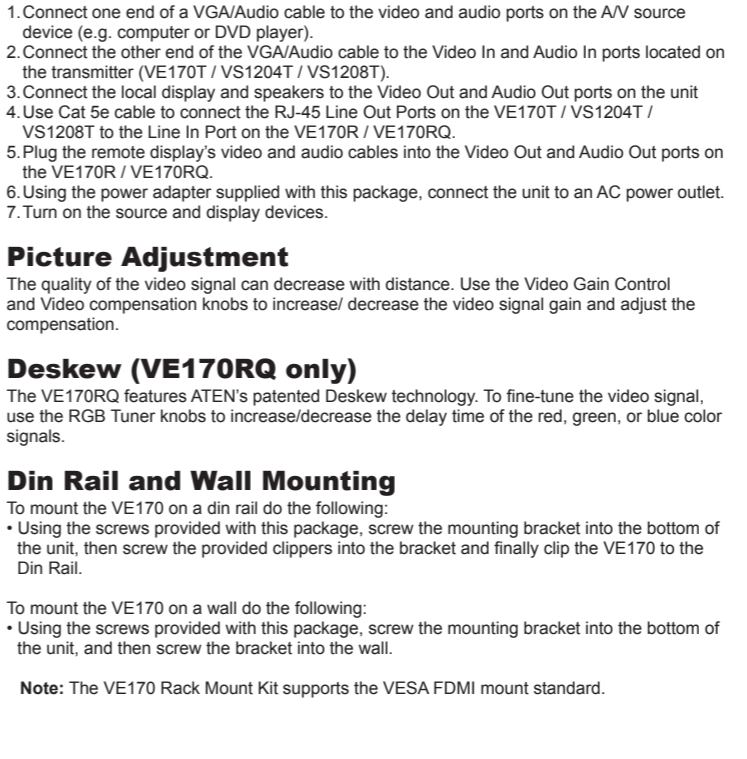 1. Connect one end of a VGA/Audio cable to the video and audio ports on the A/V source
device (e.g. computer or DVD player).
2. Connect the other end of the VGA/Audio cable to the Video In and Audio In ports located on
the transmitter (VE170T / VS1204T / VS1208T).
3. Connect the local display and speakers to the Video Out and Audio Out ports on the unit
4. Use Cat 5e cable to connect the RJ-45 Line Out Ports on the VE170T / VS1204T /
VS1208T to the Line In Port on the VE170R / VE170RQ.
5. Plug the remote display's video and audio cables into the Video Out and Audio Out ports on
the VE170R / VE170RQ.
6. Using the power adapter supplied with this package, connect the unit to an AC power outlet.
7. Turn on the source and display devices.
Picture Adjustment
The quality of the video signal can decrease with distance. Use the Video Gain Control
and Video compensation knobs to increase/ decrease the video signal gain and adjust the
compensation.
Deskew (VE170RQ only)
The VE170RQ features ATEN's patented Deskew technology. To fine-tune the video signal,
use the RGB Tuner knobs to increase/decrease the delay time of the red, green, or blue color
signals.
Din Rail and Wall Mounting
To mount the VE170 on a din rail do the following:
• Using the screws provided with this package, screw the mounting bracket into the bottom of
the unit, then screw the provided clippers into the bracket and finally clip the VE170 to the
Din Rail.
To mount the VE170 on a wall do the following:
• Using the screws provided with this package, screw the mounting bracket into the bottom of
the unit, and then screw the bracket into the wall.
Note: The VE170 Rack Mount Kit supports the VESA FDMI mount standard.